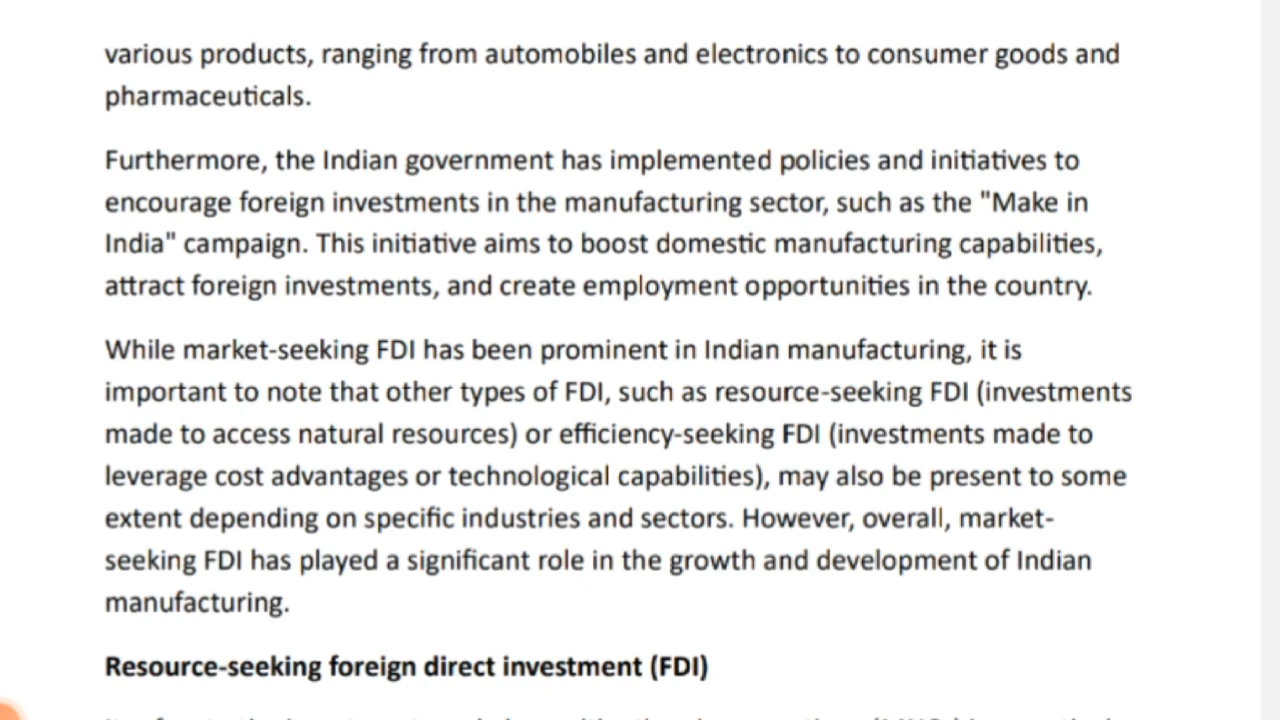 various products, ranging from automobiles and electronics to consumer goods and
pharmaceuticals.
Furthermore, the Indian government has implemented policies and initiatives to
encourage foreign investments in the manufacturing sector, such as the "Make in
India" campaign. This initiative aims to boost domestic manufacturing capabilities,
attract foreign investments, and create employment opportunities in the country.
While market-seeking FDI has been prominent in Indian manufacturing, it is
important to note that other types of FDI, such as resource-seeking FDI (investments
made to access natural resources) or efficiency-seeking FDI (investments made to
leverage cost advantages or technological capabilities), may also be present to some
extent depending on specific industries and sectors. However, overall, market-
seeking FDI has played a significant role in the growth and development of Indian
manufacturing.
Resource-seeking foreign direct investment (FDI)